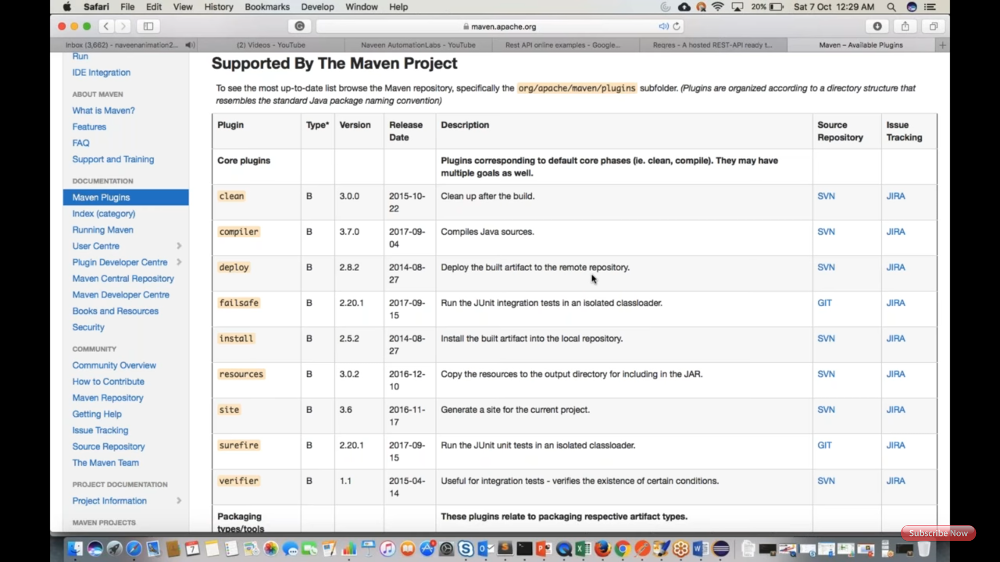 Safari File Edit View History Bookmarks Develop Window Help 20% Sat 7 Oct 12:29 AM
maven.apache.org
Inbox (3,662) - naveenanimation2... (2) Videos - YouTube Naveen AutomationLabs - YouTube Rest API online examples - Google... Reqres - A hosted REST-API ready t... Maven – Available Plugins
Run
IDE Integration
ABOUT MAVEN
What is Maven?
Features
FAQ
Support and Training
DOCUMENTATION
Maven Plugins
Index (category)
Running Maven
User Centre
Plugin Developer Centre
Maven Central Repository
Maven Developer Centre
Books and Resources
Security
COMMUNITY
Community Overview
How to Contribute
Maven Repository
Getting Help
Issue Tracking
Source Repository
The Maven Team
PROJECT DOCUMENTATION
Project Information
MAVEN PROJECTS
Supported By The Maven Project
To see the most up-to-date list browse the Maven repository, specifically the org/apache/maven/plugins subfolder. (Plugins are organized according to a directory structure that
resembles the standard Java package naming convention)
Plugin Type* Version Release Description Source Issue
Date Repository Tracking
Core plugins Plugins corresponding to default core phases (ie. clean, compile). They may have
multiple goals as well.
clean B 3.0.0 2015-10- Clean up after the build. SVN JIRA
22
compiler B 3.7.0 2017-09- Compiles Java sources. SVN JIRA
04
deploy B 2.8.2 2014-08- Deploy the built artifact to the remote repository. SVN JIRA
27
failsafe B 2.20.1 2017-09- Run the JUnit integration tests in an isolated classloader. GIT JIRA
15
install B 2.5.2 2014-08- Install the built artifact into the local repository. SVN JIRA
27
resources B 3.0.2 2016-12- Copy the resources to the output directory for including in the JAR. SVN JIRA
10
site B 3.6 2016-11- Generate a site for the current project. SVN JIRA
17
surefire B 2.20.1 2017-09- Run the JUnit unit tests in an isolated classloader. GIT JIRA
15
verifier B 1.1 2015-04- Useful for integration tests - verifies the existence of certain conditions. SVN JIRA
14
Packaging These plugins relate to packaging respective artifact types.
types/tools
Subscribe Now
7